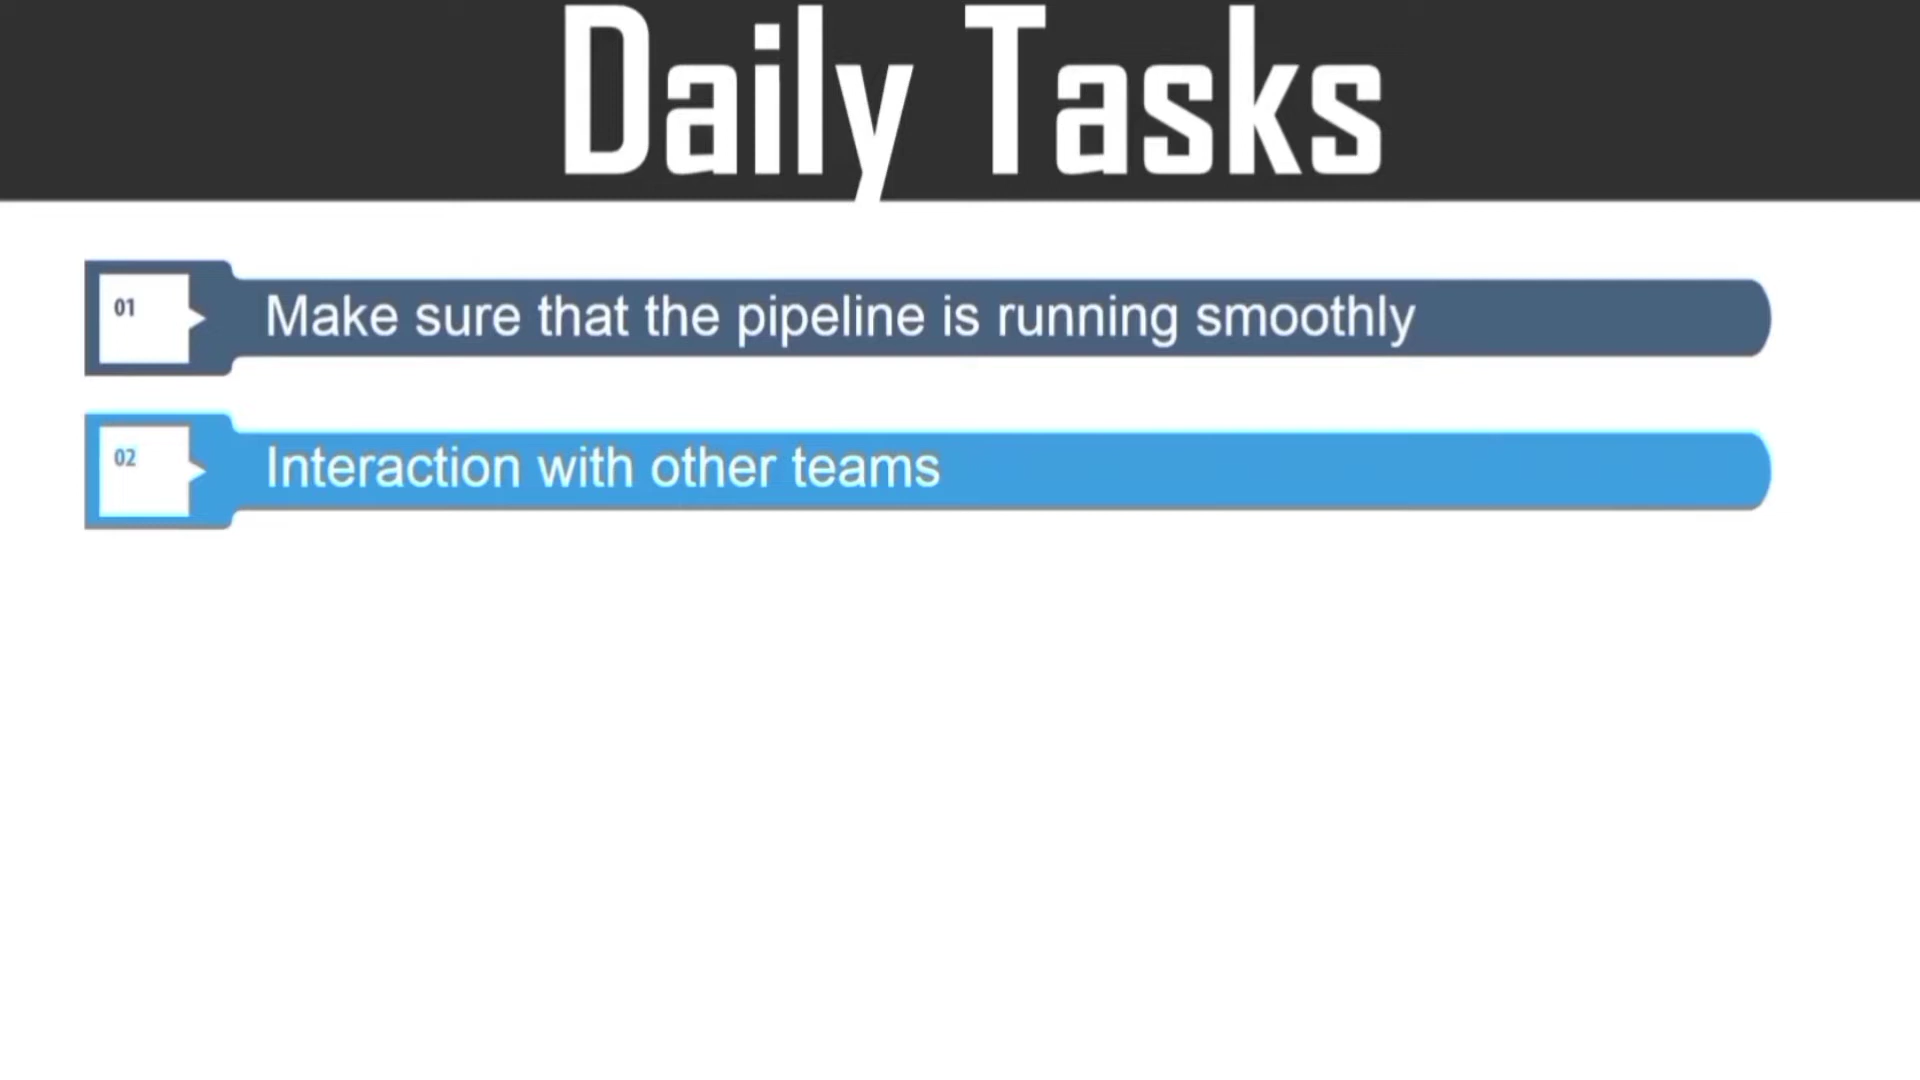 Daily Tasks
01
Make sure that the pipeline is running smoothly
02
Interaction with other teams